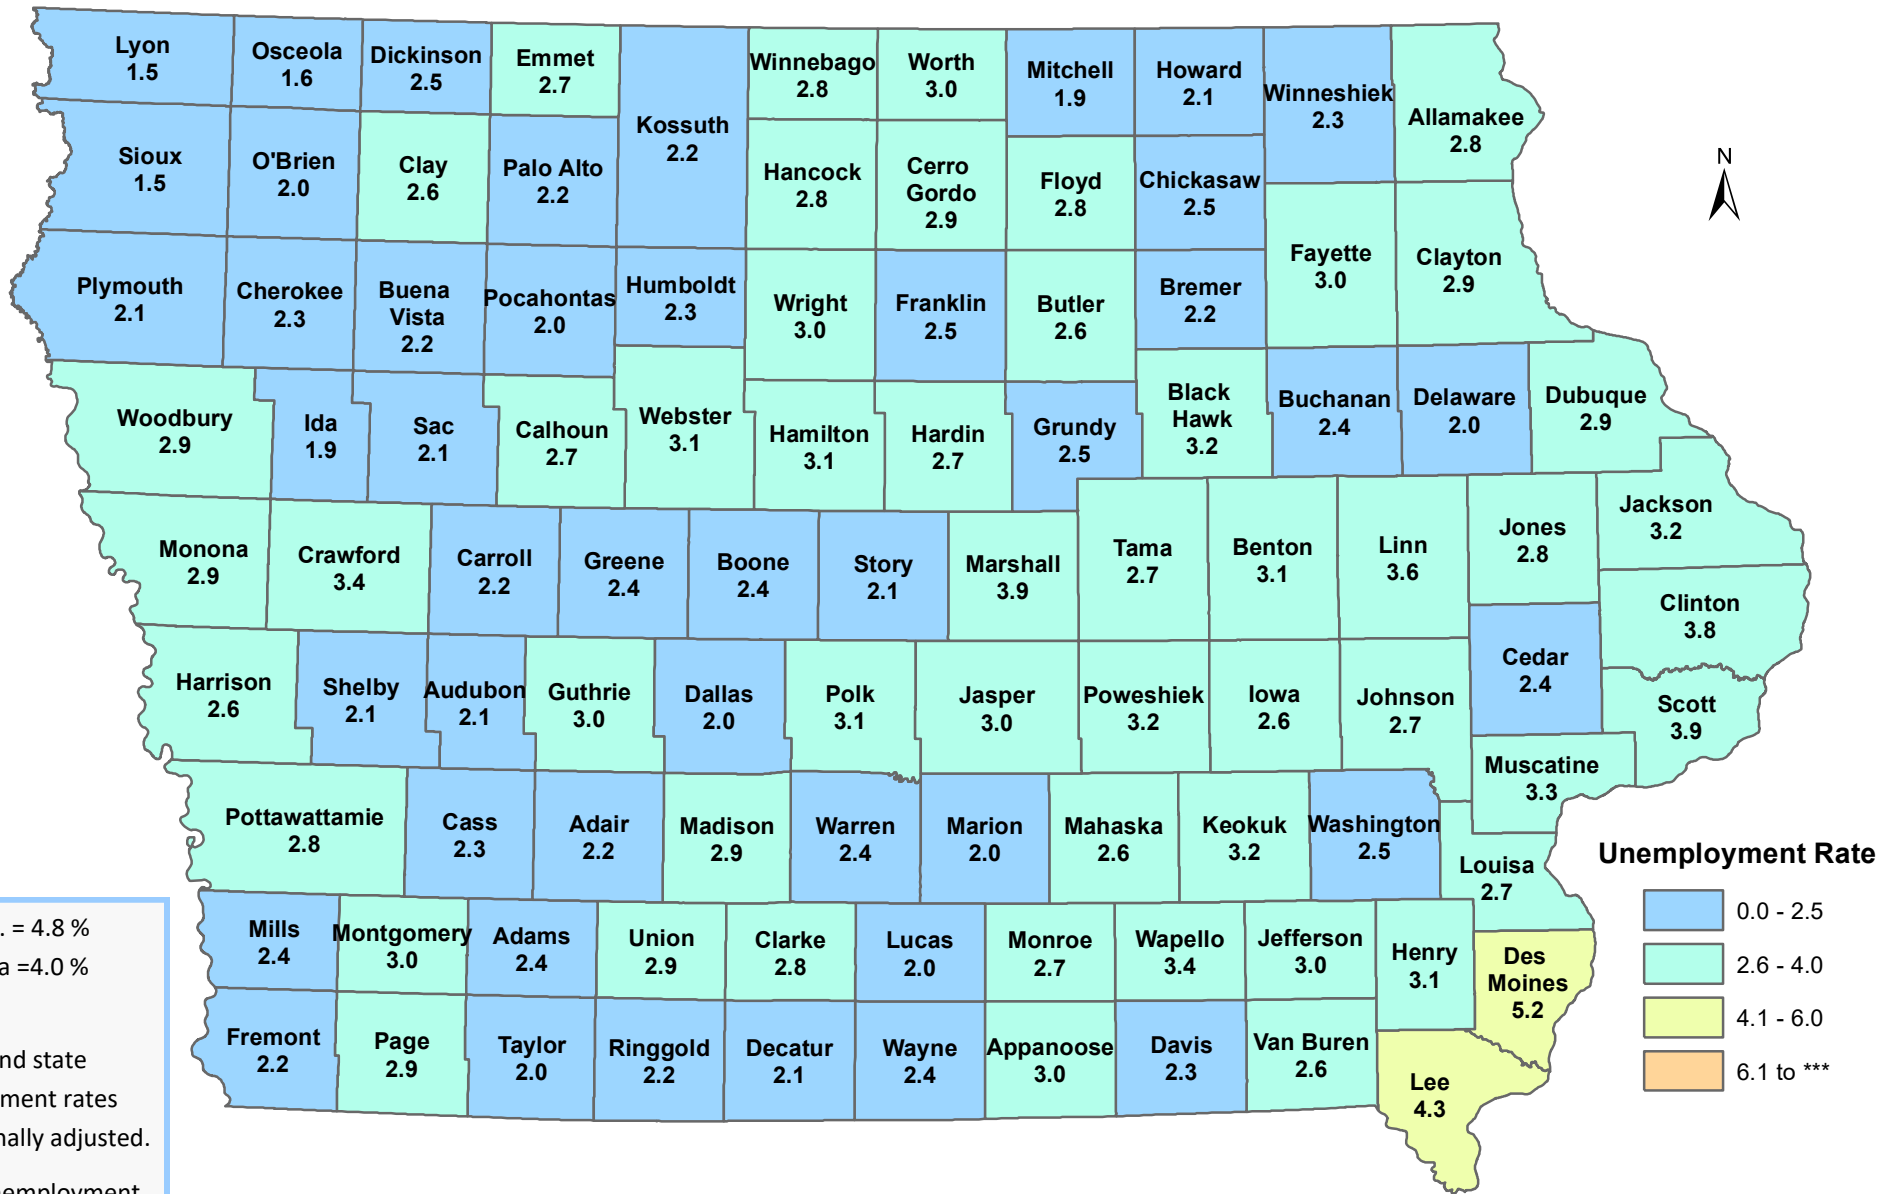 Lyon
1.5
Osceola
1.6
Dickinson
2.5
Emmet
2.7
Kossuth
2.2
Winnebago
2.8
Worth
3.0
Mitchell
1.9
Howard
2.1
Winneshiek
2.3
Allamakee
2.8
Sioux
1.5
O'Brien
2.0
Clay
2.6
Palo Alto
2.2
Hancock
2.8
Cerro
Gordo
2.9
Floyd
2.8
Chickasaw
2.5
N
Plymouth
2.1
Cherokee
2.3
Buena
Vista
2.2
Pocahontas
2.0
Humboldt
2.3
Wright
3.0
Franklin
2.5
Butler
2.6
Bremer
2.2
Fayette
3.0
Clayton
2.9
Woodbury
2.9
Ida
1.9
Sac
2.1
Calhoun
2.7
Webster
3.1
Hamilton
3.1
Hardin
2.7
Grundy
2.5
Black
Hawk
3.2
Buchanan
2.4
Delaware
2.0
Dubuque
2.9
Monona
2.9
Crawford
3.4
Carroll
2.2
Greene
2.4
Boone
2.4
Story
2.1
Marshall
3.9
Tama
2.7
Benton
3.1
Linn
3.6
Jones
2.8
Jackson
3.2
Clinton
3.8
Harrison
2.6
Shelby
2.1
Audubon
2.1
Guthrie
3.0
Dallas
2.0
Polk
3.1
Jasper
3.0
Poweshiek
3.2
Iowa
2.6
Johnson
2.7
Cedar
2.4
Scott
3.9
Muscatine
3.3
Pottawattamie
2.8
Cass
2.3
Adair
2.2
Madison
2.9
Warren
2.4
Marion
2.0
Mahaska
2.6
Keokuk
3.2
Washington
2.5
Louisa
2.7
Mills
2.4
Montgomery
3.0
Adams
2.4
Union
2.9
Clarke
2.8
Lucas
2.0
Monroe
2.7
Wapello
3.4
Jefferson
3.0
Henry
3.1
Des
Moines
5.2
Fremont
2.2
Page
2.9
Taylor
2.0
Ringgold
2.2
Decatur
2.1
Wayne
2.4
Appanoose
3.0
Davis
2.3
Van Buren
2.6
Lee
4.3
Unemployment Rate
0.0 - 2.5
2.6 - 4.0
4.1 - 6.0
6.1 to ***
. = 4.8 %
a =4.0 %
nd state
ment rates
nally adjusted.
employment